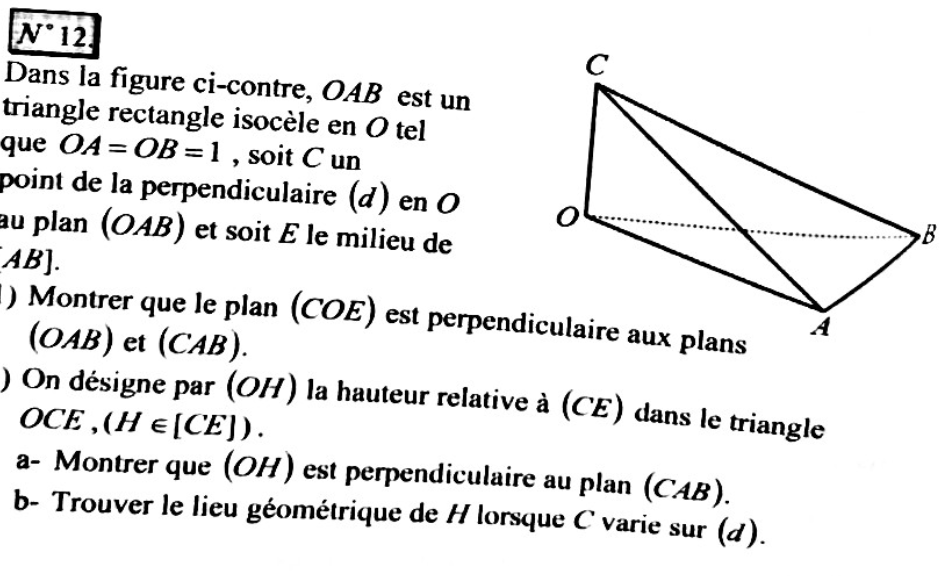 N°12.
Dans la figure ci-contre, OAB est un
triangle rectangle isocèle en O tel
que OA = OB = 1 , soit C un
point de la perpendiculaire (d) en O
au plan (OAB) et soit E le milieu de
[AB].
) Montrer que le plan (COE) est perpendiculaire aux plans
(OAB) et (CAB).
) On désigne par (OH) la hauteur relative à (CE) dans le triangle
OCE ,(H ∈[CE]) .
a- Montrer que (OH) est perpendiculaire au plan (CAB).
b- Trouver le lieu géométrique de H lorsque C varie sur (d).
C
O
B
A